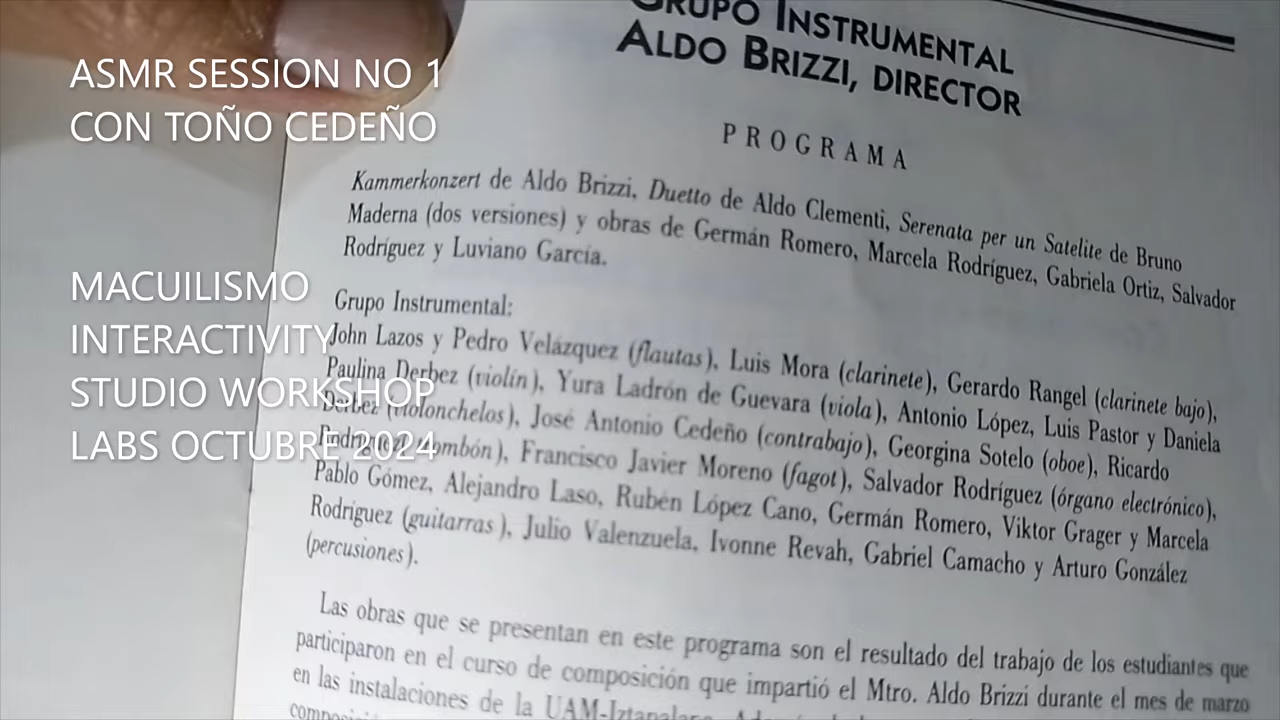 ASMR SESSION NO 1
CON TOÑO CEDEÑO
MACUILISMO
INTERACTIVITY
STUDIO WORKSHOP
LABS OCTUBRE 2024
GRUPO INSTRUMENTAL
ALDO BRIZZI, DIRECTOR
PROGRAMA
Kammerkonzert de Aldo Brizzi, Duetto de Aldo Clementi, Serenata per un Satelite de Bruno
Maderna (dos versiones) y obras de Germán Romero, Marcela Rodríguez, Gabriela Ortiz, Salvador
Rodríguez y Luviano García.
Grupo Instrumental:
John Lazos y Pedro Velázquez (flautas), Luis Mora (clarinete), Gerardo Rangel (clarinete bajo),
Paulina Derbez (violín), Yura Ladrón de Guevara (viola), Antonio López, Luis Pastor y Daniela
Derbez (violonchelos), José Antonio Cedeño (contrabajo), Georgina Sotelo (oboe), Ricardo
Rodríguez (trombón), Francisco Javier Moreno (fagot), Salvador Rodríguez (órgano electrónico),
Pablo Gómez, Alejandro Laso, Rubén López Cano, Germán Romero, Viktor Grager y Marcela
Rodríguez (guitarras), Julio Valenzuela, Ivonne Revah, Gabriel Camacho y Arturo González
(percusiones).
Las obras que se presentan en este programa son el resultado del trabajo de los estudiantes que
participaron en el curso de composición que impartió el Mtro. Aldo Brizzi durante el mes de marzo
en las instalaciones de la UAM-Iztapalapa.